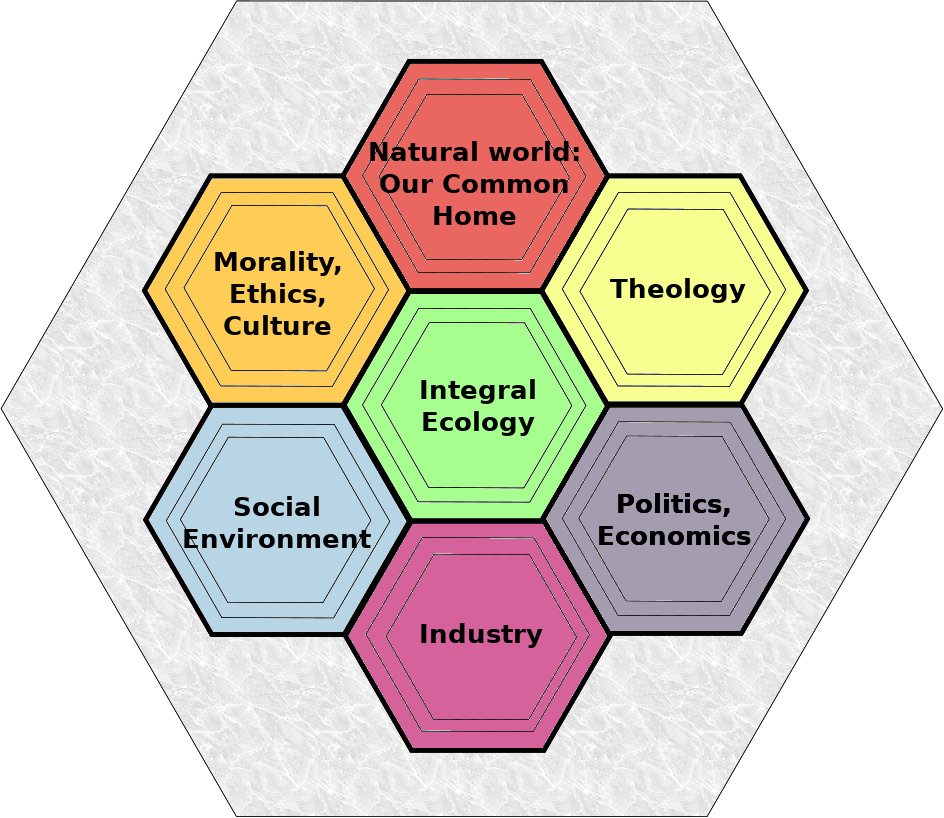 Natural world:
Our Common
Home
Morality,
Ethics,
Culture
Theology
Integral
Ecology
Social
Environment
Politics,
Economics
Industry